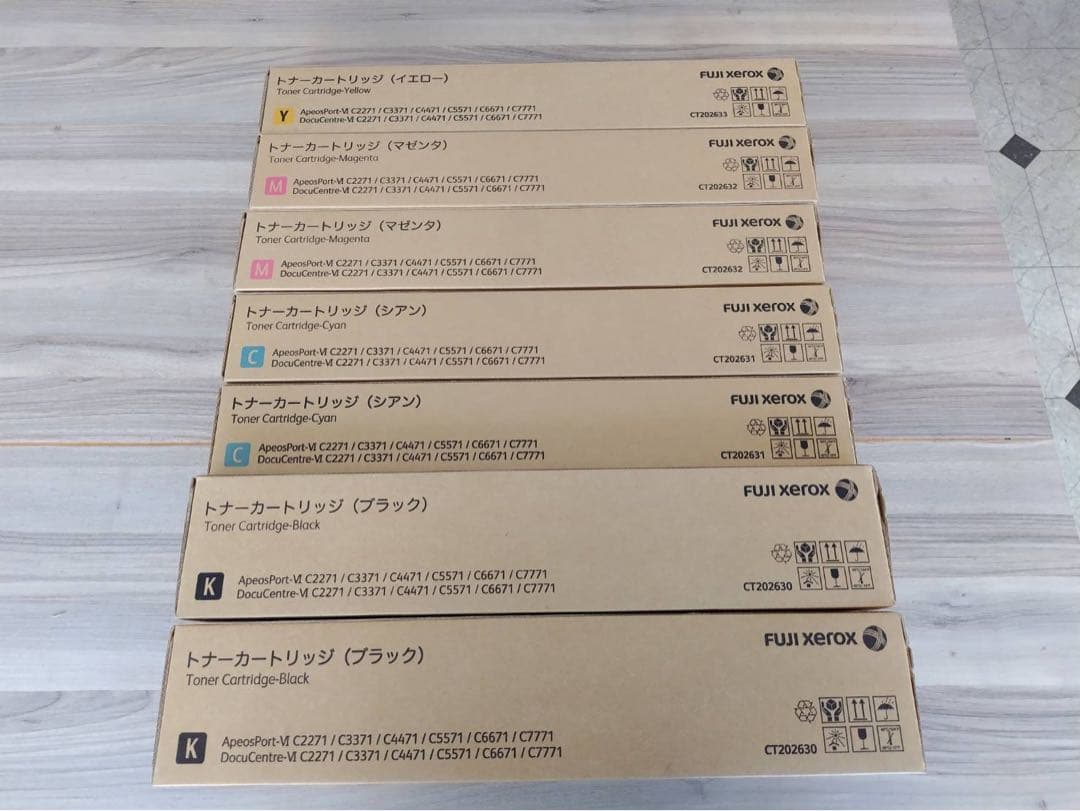 トナーカートリッジ（イエロー）
Toner Cartridge-Yellow
FUJI xerox
Y
ApeosPort-Ⅵ C2271 / C3371 / C4471 / C5571 / C6671 / C7771
DocuCentre-Ⅵ C2271 / C3371 / C4471 / C5571 / C6671 / C7771
CT202633
トナーカートリッジ（マゼンタ）
Toner Cartridge-Magenta
FUJI xerox
M
ApeosPort-Ⅵ C2271 / C3371 / C4471 / C5571 / C6671 / C7771
DocuCentre-Ⅵ C2271 / C3371 / C4471 / C5571 / C6671 / C7771
CT202632
トナーカートリッジ（マゼンタ）
Toner Cartridge-Magenta
FUJI xerox
M
ApeosPort-Ⅵ C2271 / C3371 / C4471 / C5571 / C6671 / C7771
DocuCentre-Ⅵ C2271 / C3371 / C4471 / C5571 / C6671 / C7771
CT202632
トナーカートリッジ（シアン）
Toner Cartridge-Cyan
FUJI xerox
C
ApeosPort-Ⅵ C2271 / C3371 / C4471 / C5571 / C6671 / C7771
DocuCentre-Ⅵ C2271 / C3371 / C4471 / C5571 / C6671 / C7771
CT202631
トナーカートリッジ（シアン）
Toner Cartridge-Cyan
FUJI xerox
C
ApeosPort-Ⅵ C2271 / C3371 / C4471 / C5571 / C6671 / C7771
DocuCentre-Ⅵ C2271 / C3371 / C4471 / C5571 / C6671 / C7771
CT202631
トナーカートリッジ（ブラック）
Toner Cartridge-Black
FUJI xerox
K
ApeosPort-Ⅵ C2271 / C3371 / C4471 / C5571 / C6671 / C7771
DocuCentre-Ⅵ C2271 / C3371 / C4471 / C5571 / C6671 / C7771
CT202630
トナーカートリッジ（ブラック）
Toner Cartridge-Black
FUJI xerox
K
ApeosPort-Ⅵ C2271 / C3371 / C4471 / C5571 / C6671 / C7771
DocuCentre-Ⅵ C2271 / C3371 / C4471 / C5571 / C6671 / C7771
CT202630